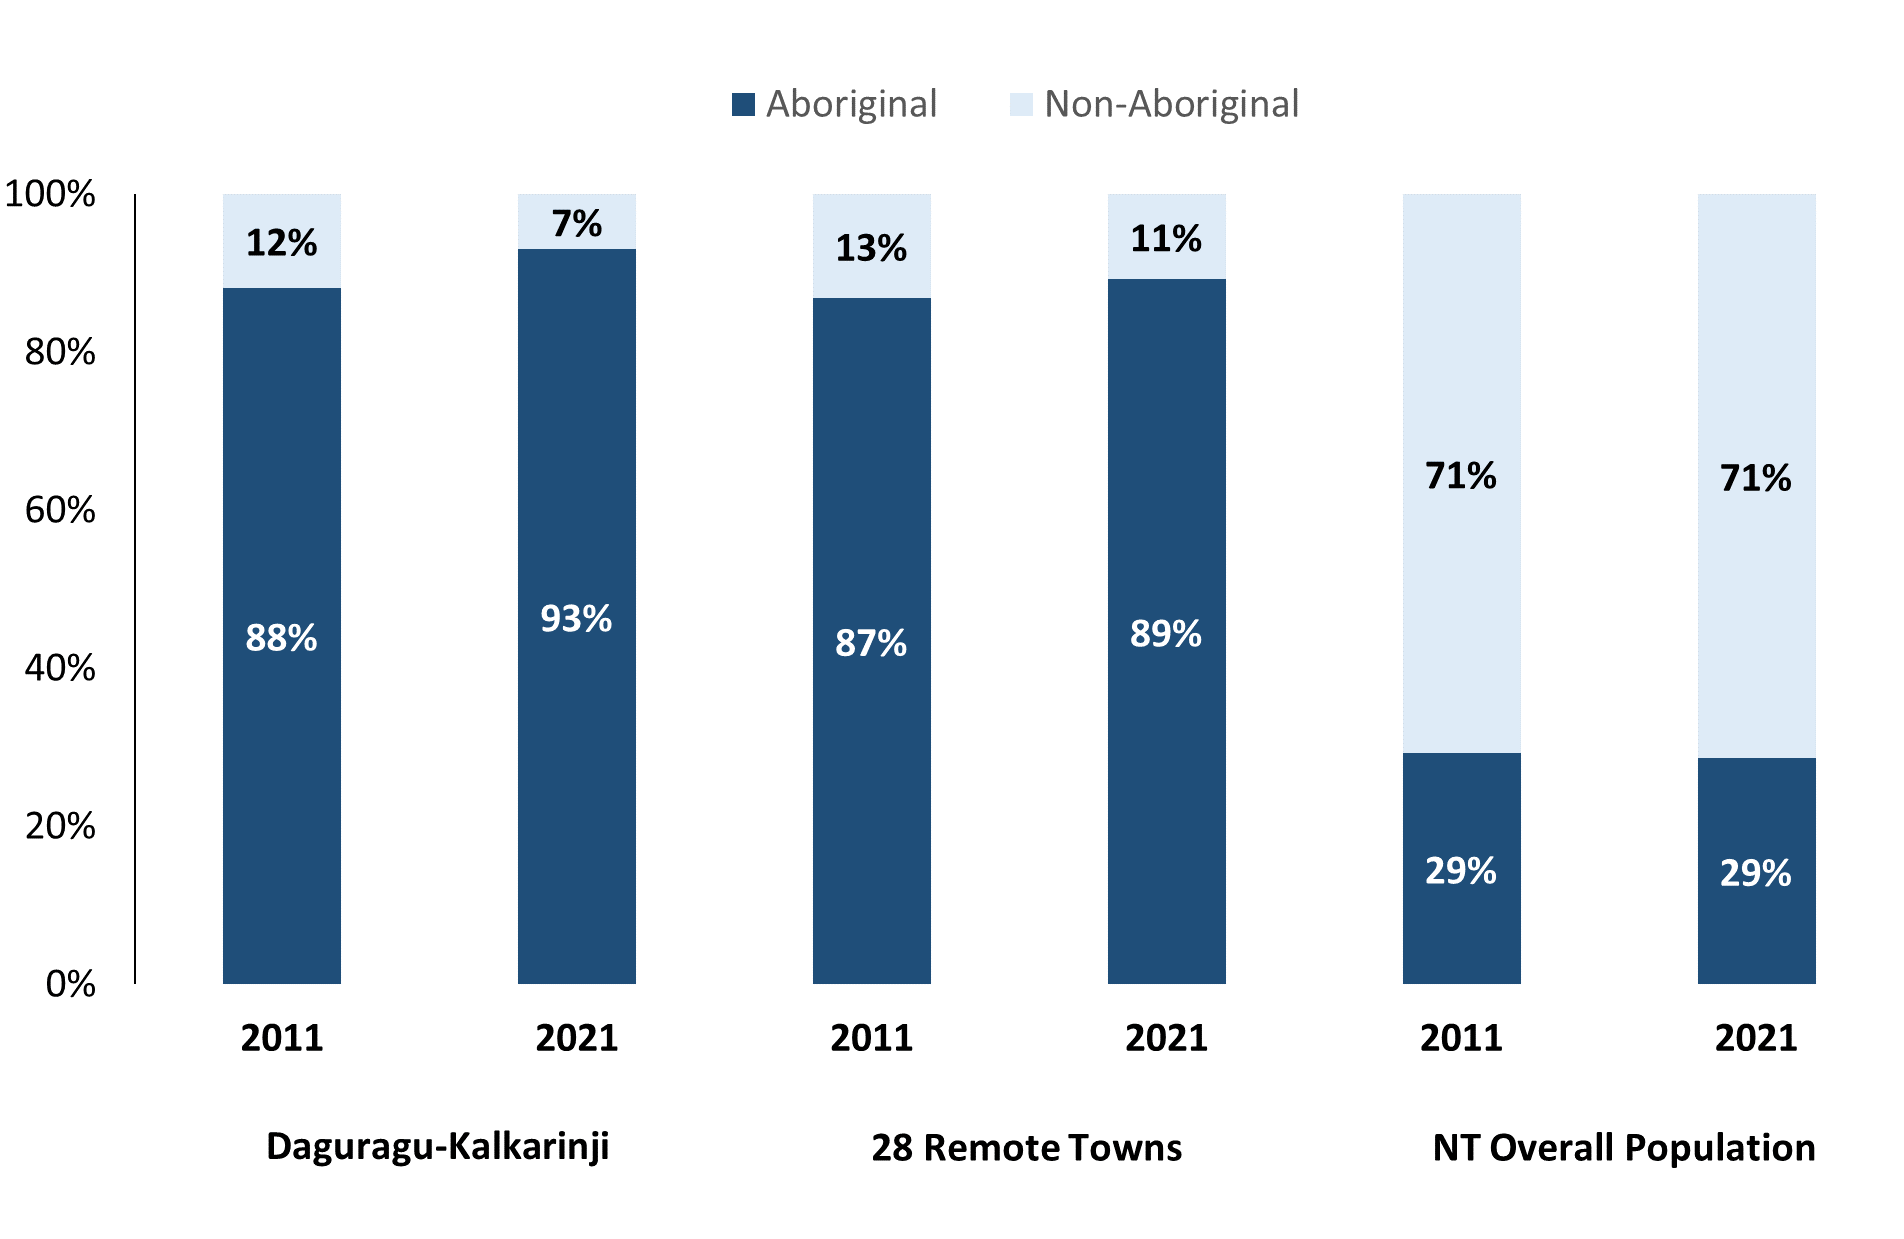 Aboriginal Non-Aboriginal
100%
80%
60%
40%
20%
0%
12% 7% 13% 11% 71% 71%
88% 93% 87% 89% 29% 29%
2011 2021 2011 2021 2011 2021
Daguragu-Kalkarinji 28 Remote Towns NT Overall Population